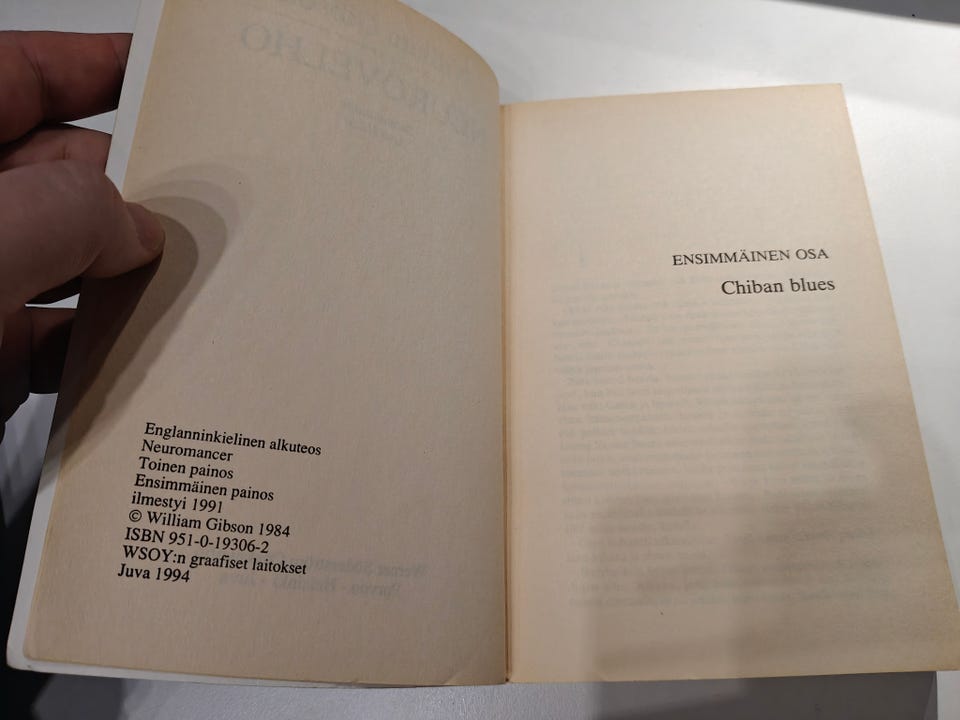 Englanninkielinen alkuteos
Neuromancer
Toinen painos
Ensimmäinen painos
ilmestyi 1991
© William Gibson 1984
ISBN 951-0-19306-2
WSOY:n graafiset laitokset
Juva 1994
ENSIMMÄINEN OSA
Chiban blues